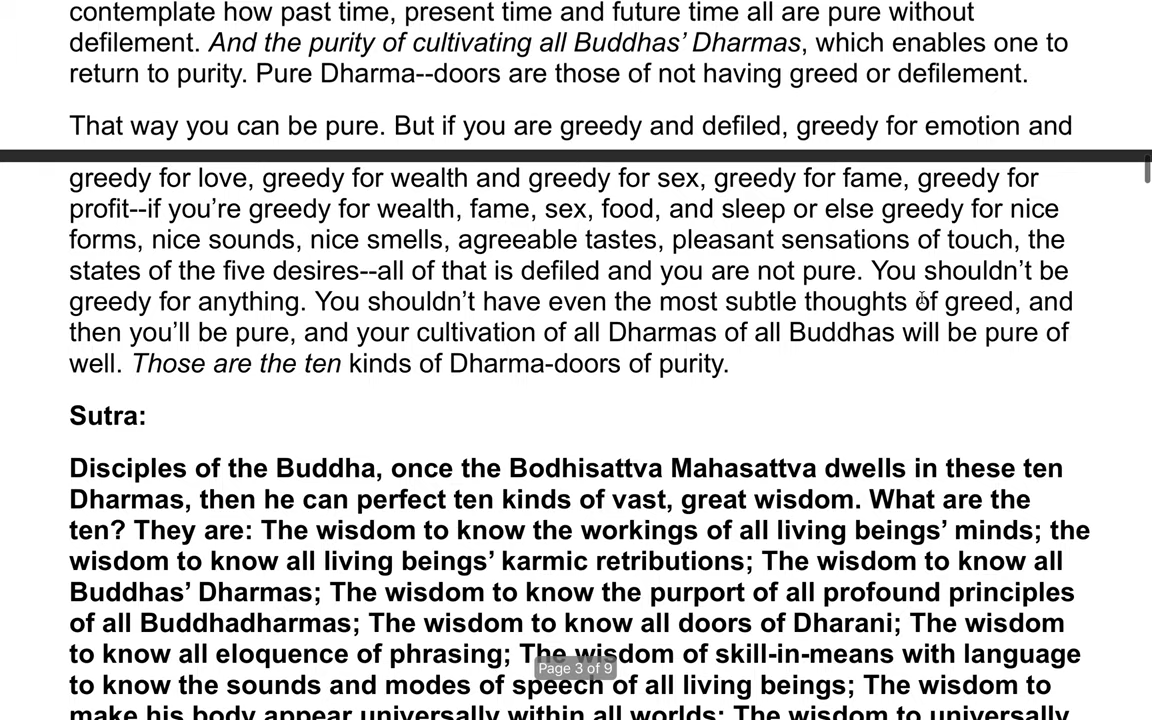 contemplate how past time, present time and future time all are pure without
defilement. And the purity of cultivating all Buddhas’ Dharmas, which enables one to
return to purity. Pure Dharma--doors are those of not having greed or defilement.
That way you can be pure. But if you are greedy and defiled, greedy for emotion and
greedy for love, greedy for wealth and greedy for sex, greedy for fame, greedy for
profit--if you’re greedy for wealth, fame, sex, food, and sleep or else greedy for nice
forms, nice sounds, nice smells, agreeable tastes, pleasant sensations of touch, the
states of the five desires--all of that is defiled and you are not pure. You shouldn’t be
greedy for anything. You shouldn’t have even the most subtle thoughts of greed, and
then you’ll be pure, and your cultivation of all Dharmas of all Buddhas will be pure of
well. Those are the ten kinds of Dharma-doors of purity.
Sutra:
Disciples of the Buddha, once the Bodhisattva Mahasattva dwells in these ten
Dharmas, then he can perfect ten kinds of vast, great wisdom. What are the
ten? They are: The wisdom to know the workings of all living beings’ minds; the
wisdom to know all living beings’ karmic retributions; The wisdom to know all
Buddhas’ Dharmas; The wisdom to know the purport of all profound principles
of all Buddhadharmas; The wisdom to know all doors of Dharani; The wisdom
to know all eloquence of phrasing; The wisdom of skill-in-means with language
Page 3 of 9
to know the sounds and modes of speech of all living beings; The wisdom to
make his body appear universally within all worlds; The wisdom to universally